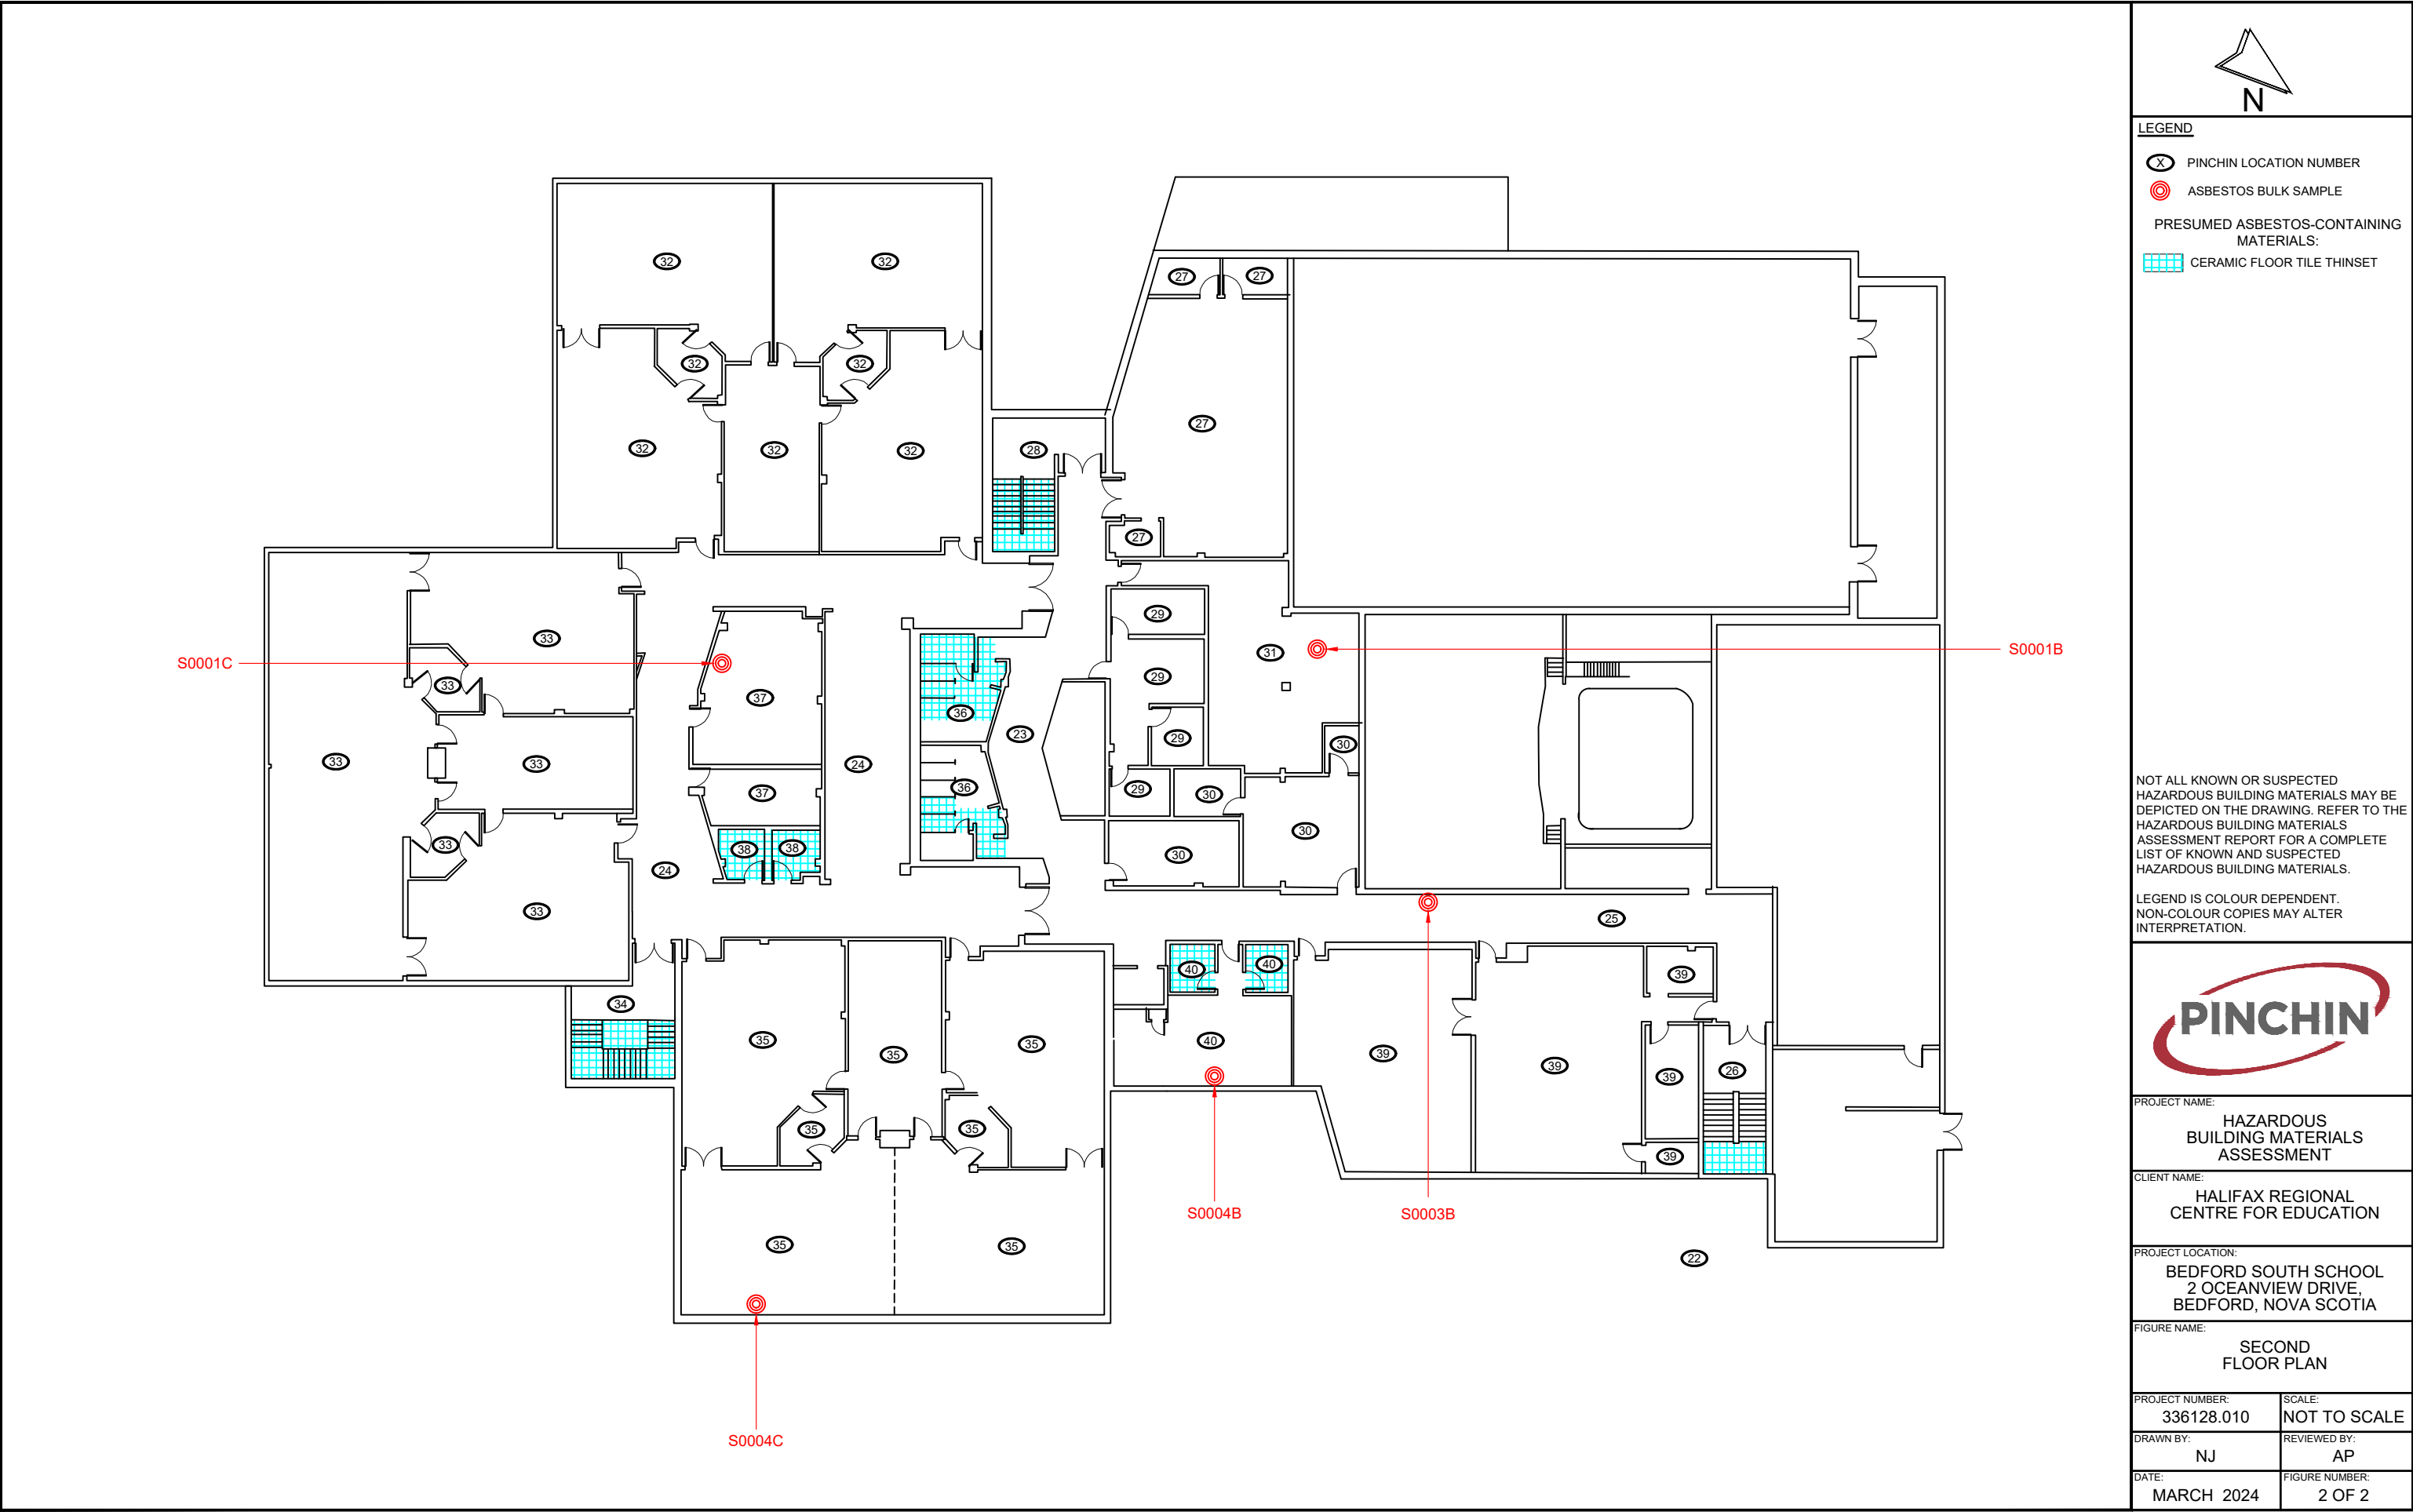 32
32
27
27
32
32
27
32
32
32
28
27
29
33
31
S0001C
S0001B
29
33
37
36
23
29
30
33
33
24
37
36
29
30
30
38
38
30
33
24
33
25
40
40
39
34
35
35
35
40
39
39
39
26
35
35
39
S0004B
S0003B
35
35
22
S0004C
N
LEGEND
X PINCHIN LOCATION NUMBER
ASBESTOS BULK SAMPLE
PRESUMED ASBESTOS-CONTAINING
MATERIALS:
CERAMIC FLOOR TILE THINSET
NOT ALL KNOWN OR SUSPECTED
HAZARDOUS BUILDING MATERIALS MAY BE
DEPICTED ON THE DRAWING. REFER TO THE
HAZARDOUS BUILDING MATERIALS
ASSESSMENT REPORT FOR A COMPLETE
LIST OF KNOWN AND SUSPECTED
HAZARDOUS BUILDING MATERIALS.
LEGEND IS COLOUR DEPENDENT.
NON-COLOUR COPIES MAY ALTER
INTERPRETATION.
PINCHIN
PROJECT NAME:
HAZARDOUS
BUILDING MATERIALS
ASSESSMENT
CLIENT NAME:
HALIFAX REGIONAL
CENTRE FOR EDUCATION
PROJECT LOCATION:
BEDFORD SOUTH SCHOOL
2 OCEANVIEW DRIVE,
BEDFORD, NOVA SCOTIA
FIGURE NAME:
SECOND
FLOOR PLAN
PROJECT NUMBER:
336128.010
SCALE:
NOT TO SCALE
DRAWN BY:
NJ
REVIEWED BY:
AP
DATE:
MARCH 2024
FIGURE NUMBER:
2 OF 2